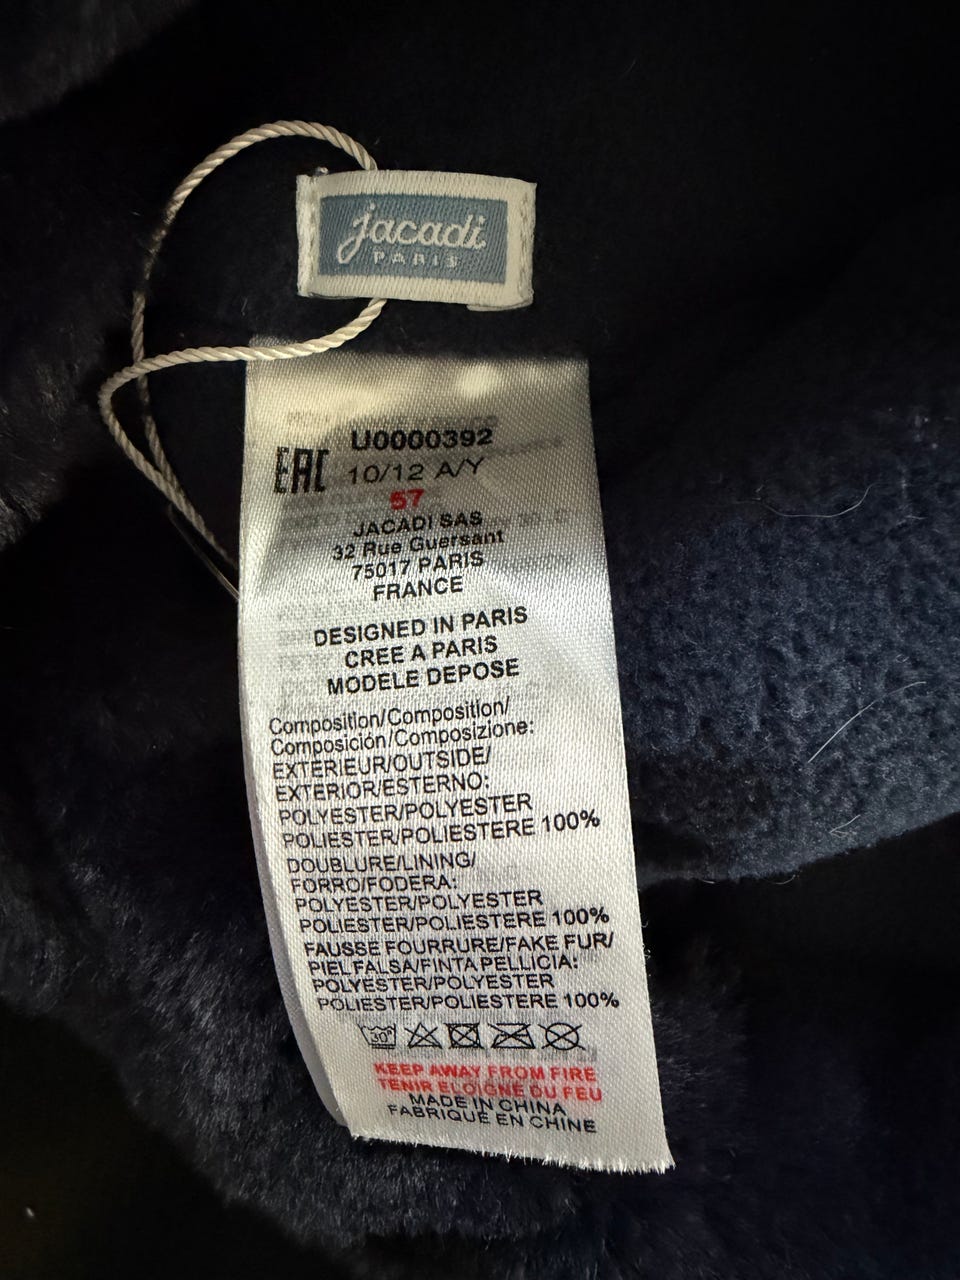 jacadi
PARIS
U0000392
EAC
10/12 A/Y
57
JACADI SAS
32 Rue Guersant
75017 PARIS
FRANCE
DESIGNED IN PARIS
CREE A PARIS
MODELE DEPOSE
Composition/Composition/
Composición/Composizione:
EXTERIEUR/OUTSIDE/
EXTERIOR/ESTERNO:
POLYESTER/POLYESTER
POLIESTER/POLIESTERE 100%
DOUBLURE/LINING/
FORRO/FODERA:
POLYESTER/POLYESTER
POLIESTER/POLIESTERE 100%
FAUSSE FOURRURE/FAKE FUR/
PIEL FALSA/FINTA PELLICIA:
POLYESTER/POLYESTER
POLIESTER/POLIESTERE 100%
30°
KEEP AWAY FROM FIRE
TENIR ELOIGNE DU FEU
MADE IN CHINA
FABRIQUE EN CHINE